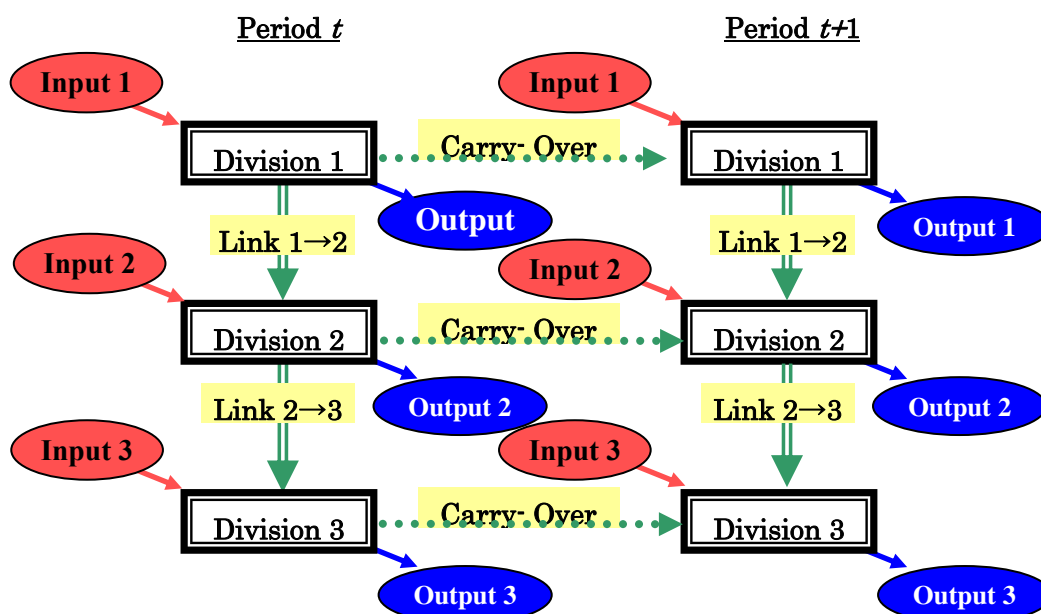 Period t
Period t+1
Input 1
Input 1
Division 1
Carry- Over
Division 1
Output
Output 1
Link 1→2
Link 1→2
Input 2
Input 2
Division 2
Carry- Over
Division 2
Output 2
Output 2
Link 2→3
Link 2→3
Input 3
Input 3
Division 3
Carry- Over
Division 3
Output 3
Output 3